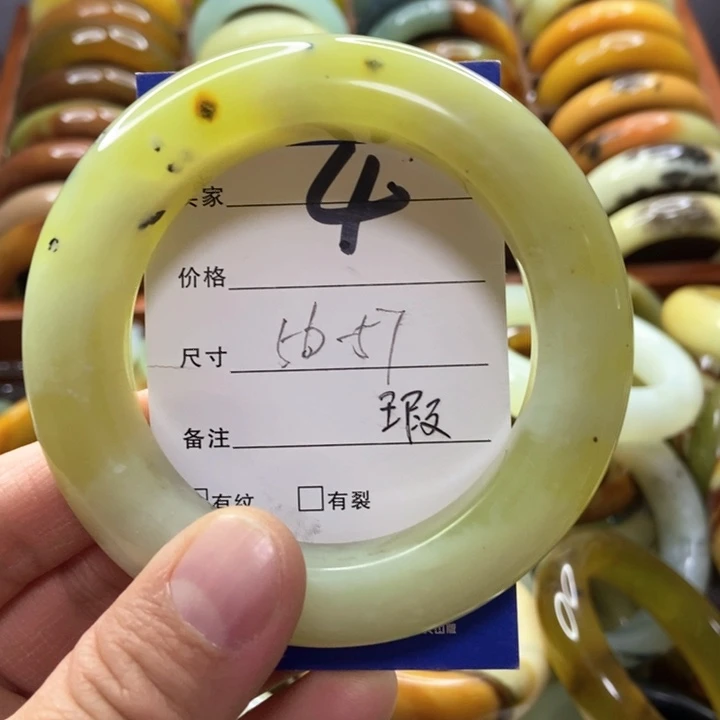 家 4
价格
尺寸 56-57
备注 瑕
□有纹 □有裂